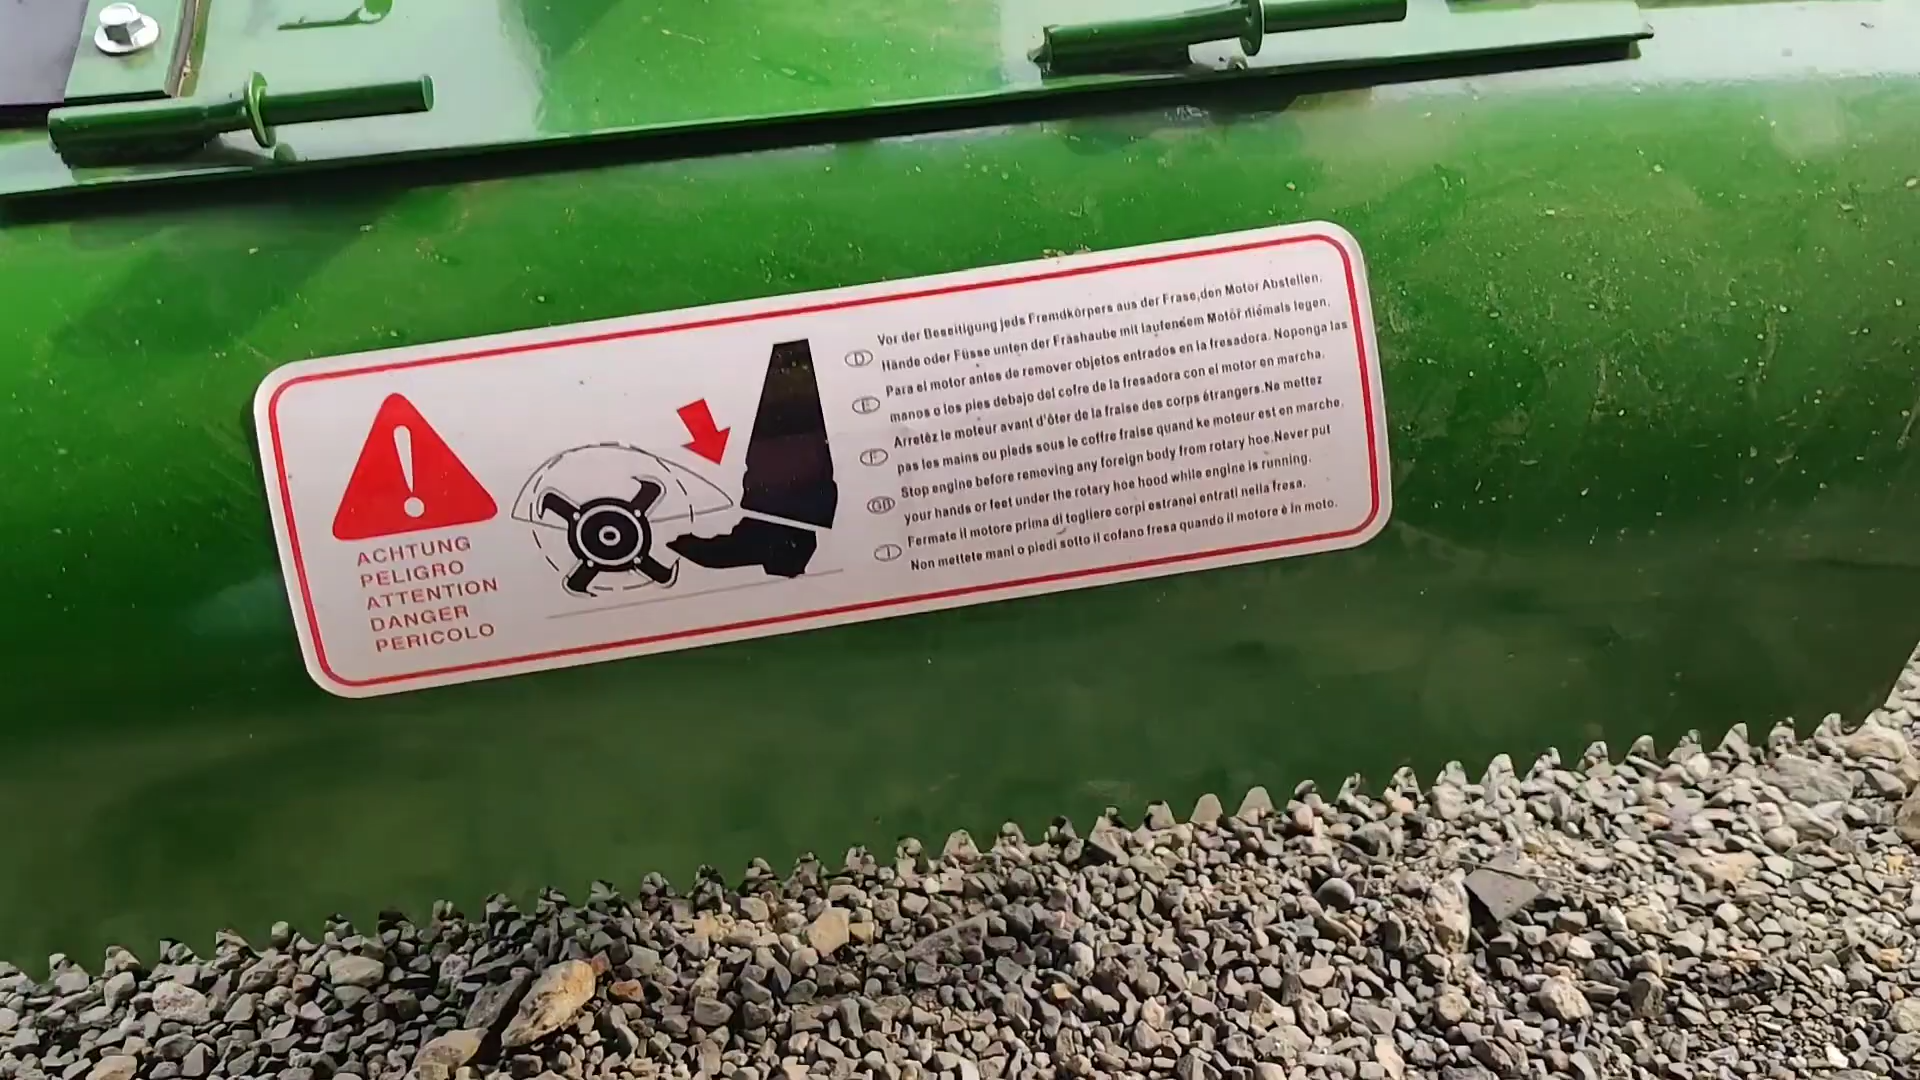 ACHTUNG
PELIGRO
ATTENTION
DANGER
PERICOLO
D
Vor der Beseitigung jeds Fremdkörpers aus der Frase,den Motor Abstellen.
Hände oder Füsse unten der Fräshaube mit laufendem Motor niemals legen.
E
Para el motor antes de remover objetos entrados en la fresadora. Noponga las
manos o los pies debajo del cofre de la fresadora con el motor en marcha.
F
Arretèz le moteur avant d'ôter de la fraise des corps étrangers.Ne mettez
pas les mains ou pieds sous le coffre fraise quand ke moteur est en marche.
GB
Stop engine before removing any foreign body from rotary hoe.Never put
your hands or feet under the rotary hoe hood while engine is running.
I
Fermate il motore prima di togliere corpi estranei entrati nella fresa.
Non mettete mani o piedi sotto il cofano fresa quando il motore è in moto.